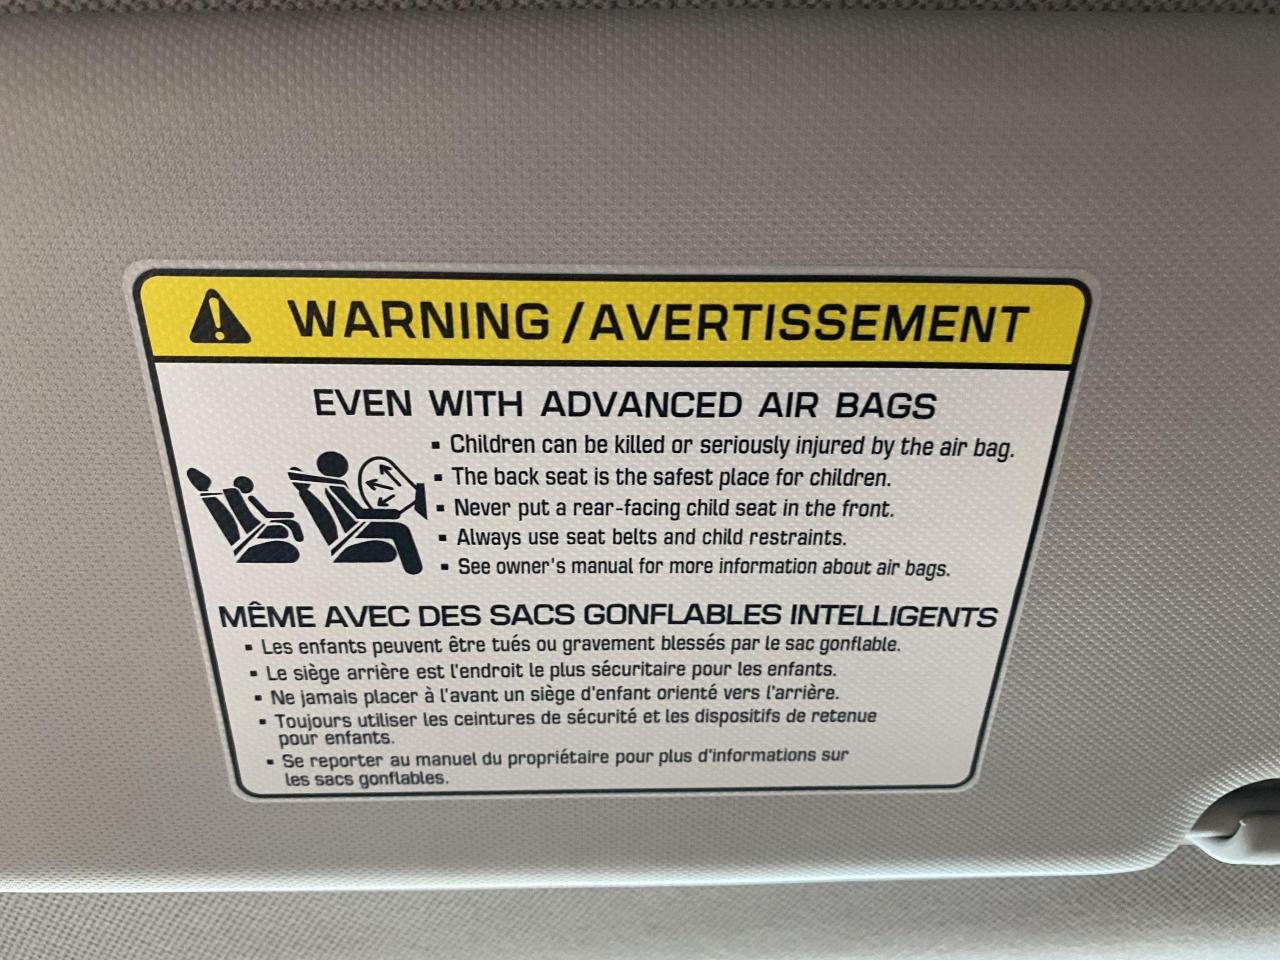 WARNING / AVERTISSEMENT
EVEN WITH ADVANCED AIR BAGS
▪ Children can be killed or seriously injured by the air bag.
▪ The back seat is the safest place for children.
▪ Never put a rear-facing child seat in the front.
▪ Always use seat belts and child restraints.
▪ See owner's manual for more information about air bags.
MÊME AVEC DES SACS GONFLABLES INTELLIGENTS
▪ Les enfants peuvent être tués ou gravement blessés par le sac gonflable.
▪ Le siège arrière est l'endroit le plus sécuritaire pour les enfants.
▪ Ne jamais placer à l'avant un siège d'enfant orienté vers l'arrière.
▪ Toujours utiliser les ceintures de sécurité et les dispositifs de retenue
pour enfants.
▪ Se reporter au manuel du propriétaire pour plus d'informations sur
les sacs gonflables.